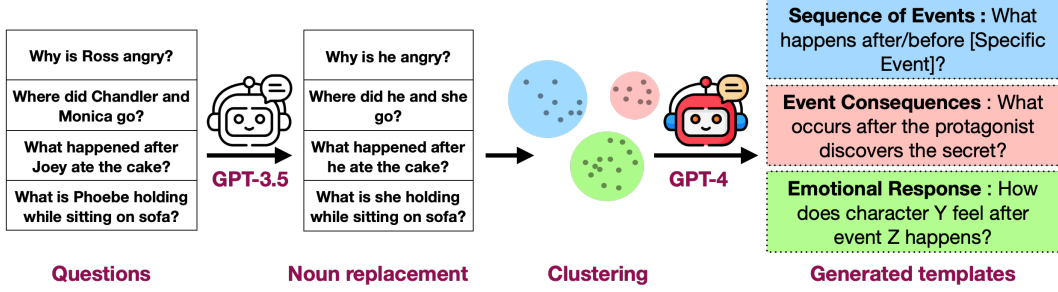 Why is Ross angry?
Where did Chandler and
Monica go?
What happened after
Joey ate the cake?
What is Phoebe holding
while sitting on sofa?
Questions
GPT-3.5
Why is he angry?
Where did he and she
go?
What happened after
he ate the cake?
What is she holding
while sitting on sofa?
Noun replacement
Clustering
GPT-4
Sequence of Events : What
happens after/before [Specific
Event]?
Event Consequences : What
occurs after the protagonist
discovers the secret?
Emotional Response : How
does character Y feel after
event Z happens?
Generated templates